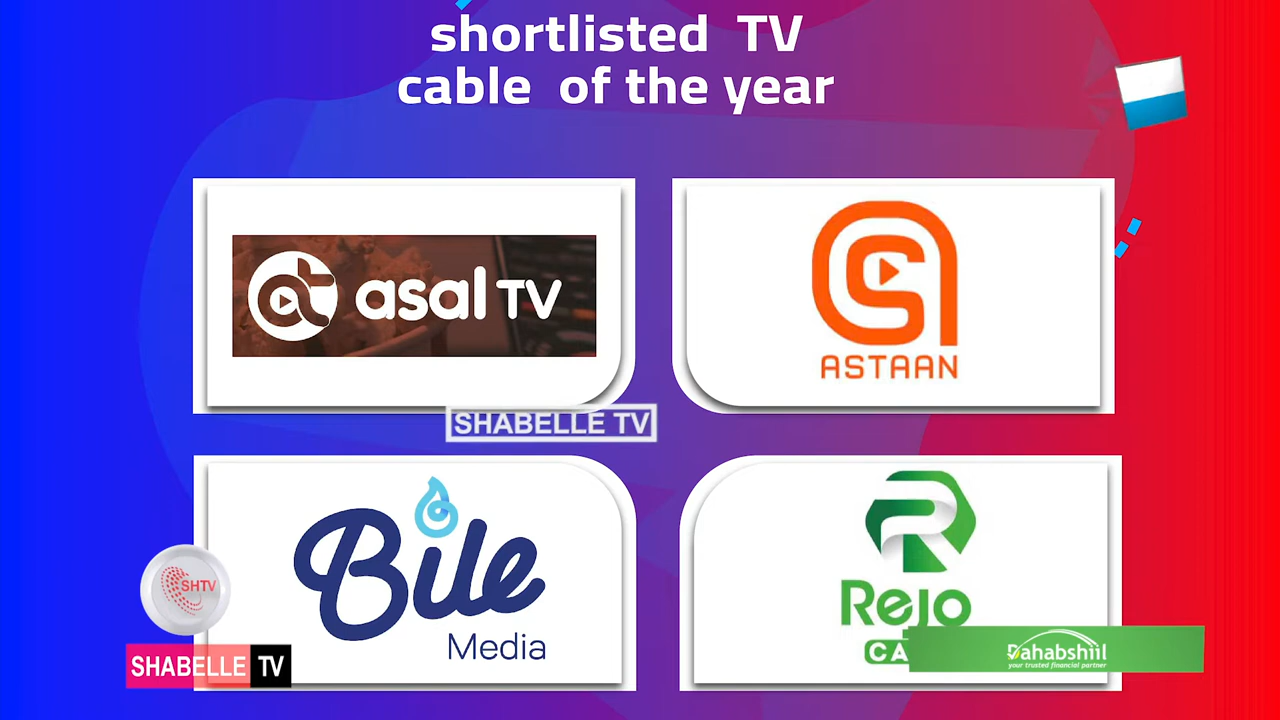 shortlisted TV
cable of the year
asal TV
ASTAAN
SHABELLE TV
Bile
Media
Rejo
SHTV
SHABELLE TV
Dahabshiil
your trusted financial partner